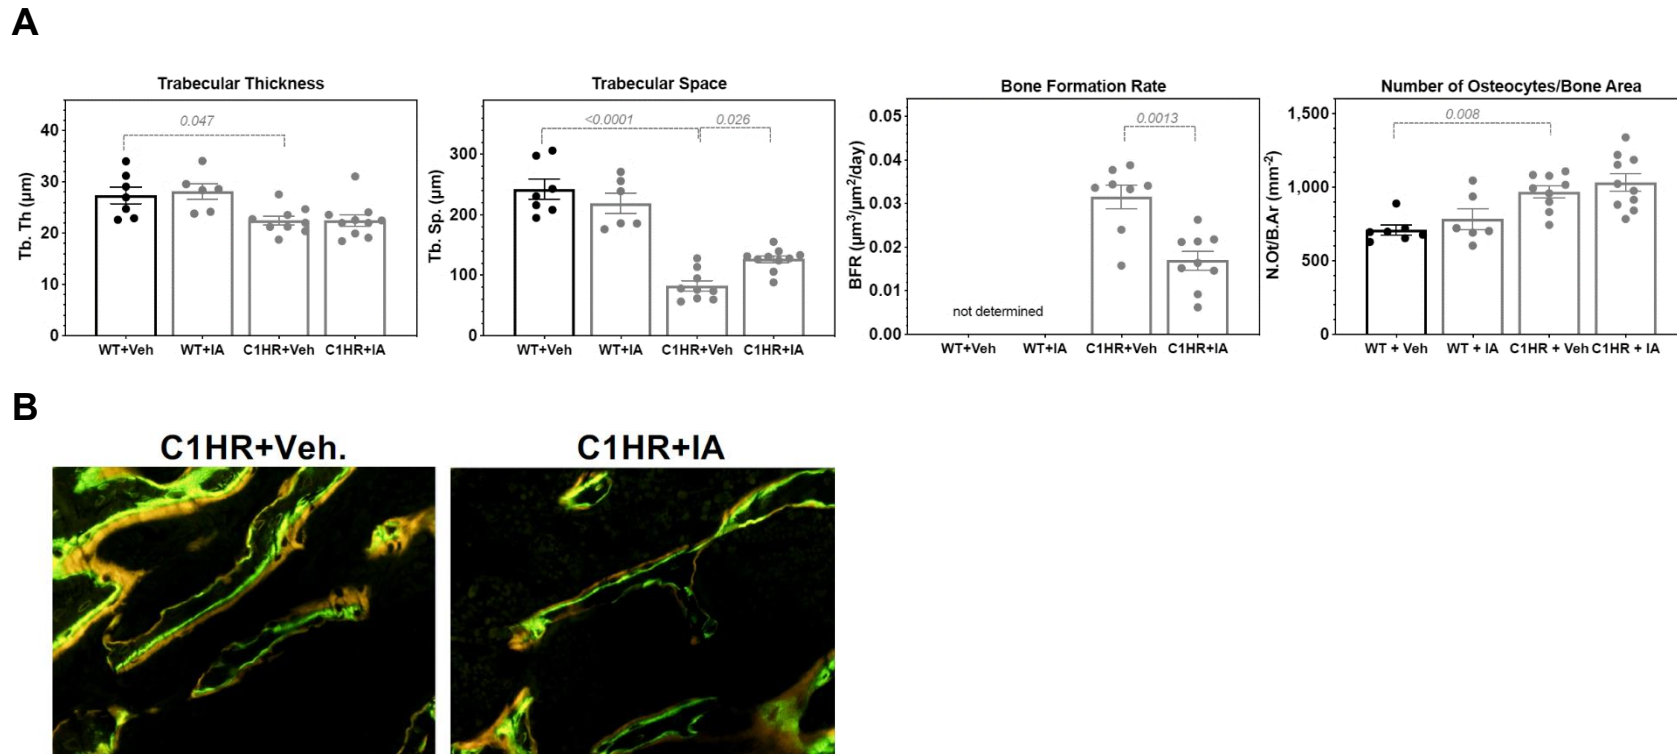 A
Trabecular Thickness
Tb. Th (µm)
40
30
20
10
0
0.047
WT+Veh WT+IA C1HR+Veh C1HR+IA
Trabecular Space
Tb. Sp. (µm)
300
200
100
0
<0.0001 0.026
WT+Veh WT+IA C1HR+Veh C1HR+IA
Bone Formation Rate
BFR (µm³/µm²/day)
0.05
0.04
0.03
0.02
0.01
0.00
0.0013
not determined
WT+Veh WT+IA C1HR+Veh C1HR+IA
Number of Osteocytes/Bone Area
N.Ot/B.Ar (mm⁻²)
1,500
1,000
500
0
0.008
WT + Veh WT + IA C1HR + Veh C1HR + IA
B
C1HR+Veh. C1HR+IA